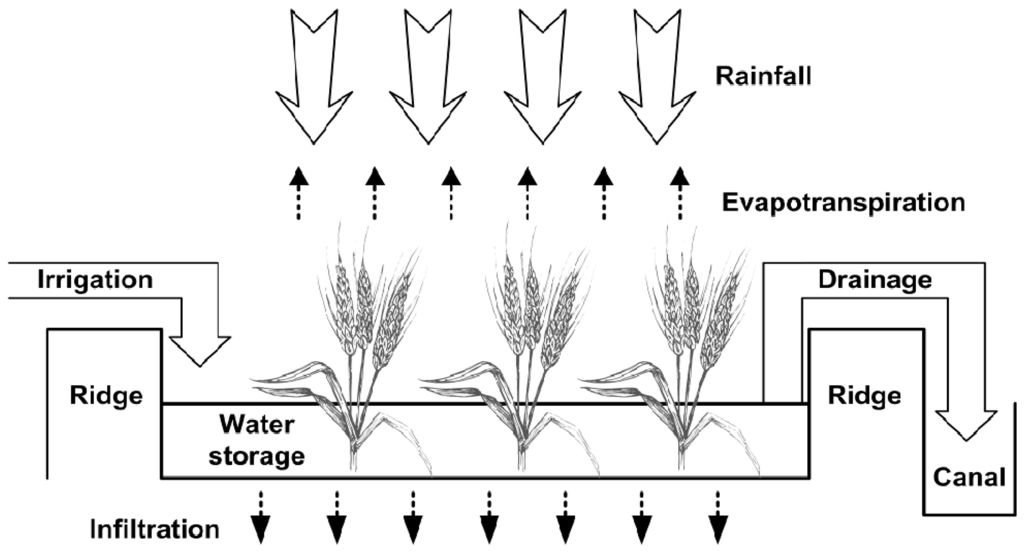 Rainfall
Evapotranspiration
Irrigation
Drainage
Ridge
Ridge
Water
storage
Canal
Infiltration